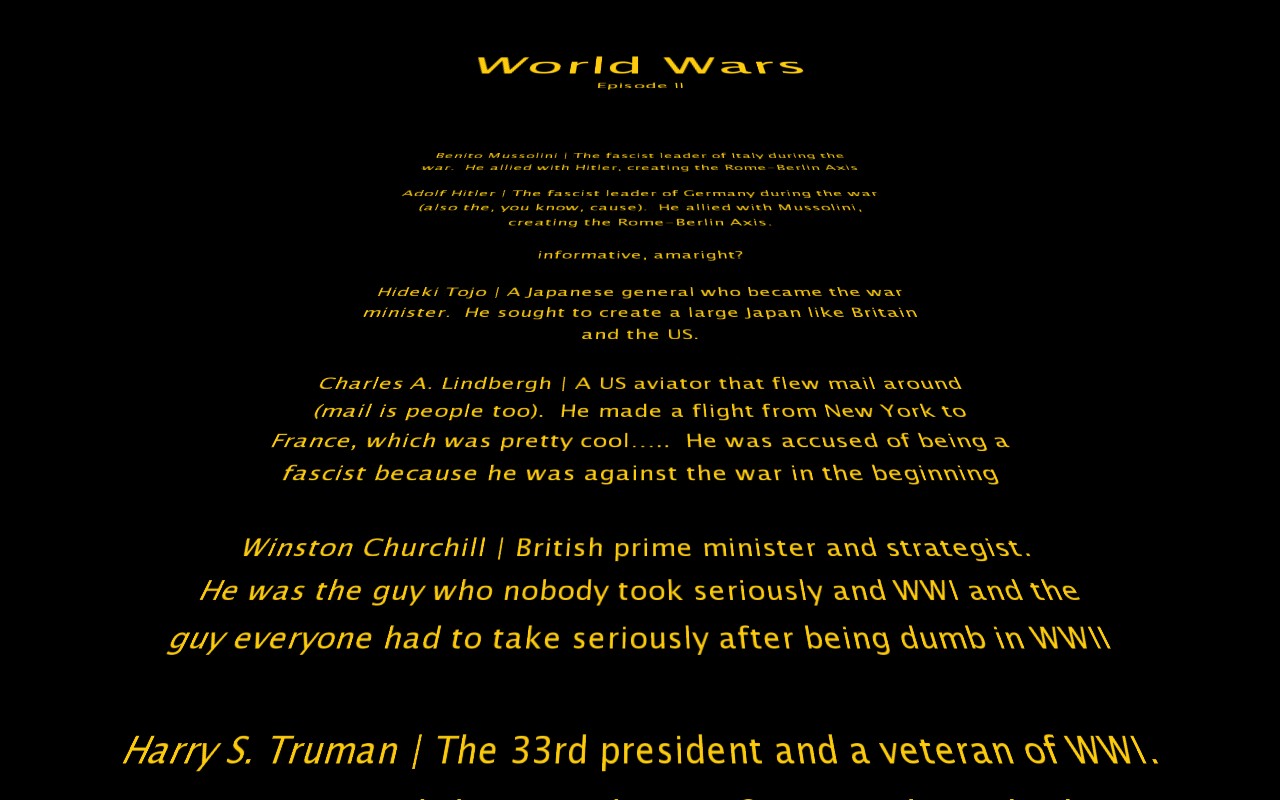 World Wars
Episode II
Benito Mussolini | The fascist leader of Italy during the
war.  He allied with Hitler, creating the Rome-Berlin Axis
Adolf Hitler | The fascist leader of Germany during the war
(also the, you know, cause).  He allied with Mussolini,
creating the Rome-Berlin Axis.
informative, amaright?
Hideki Tojo | A Japanese general who became the war
minister.  He sought to create a large Japan like Britain
and the US.
Charles A. Lindbergh | A US aviator that flew mail around
(mail is people too).  He made a flight from New York to
France, which was pretty cool.....  He was accused of being a
fascist because he was against the war in the beginning
Winston Churchill | British prime minister and strategist.
He was the guy who nobody took seriously and WWI and the
guy everyone had to take seriously after being dumb in WWII
Harry S. Truman | The 33rd president and a veteran of WWI.